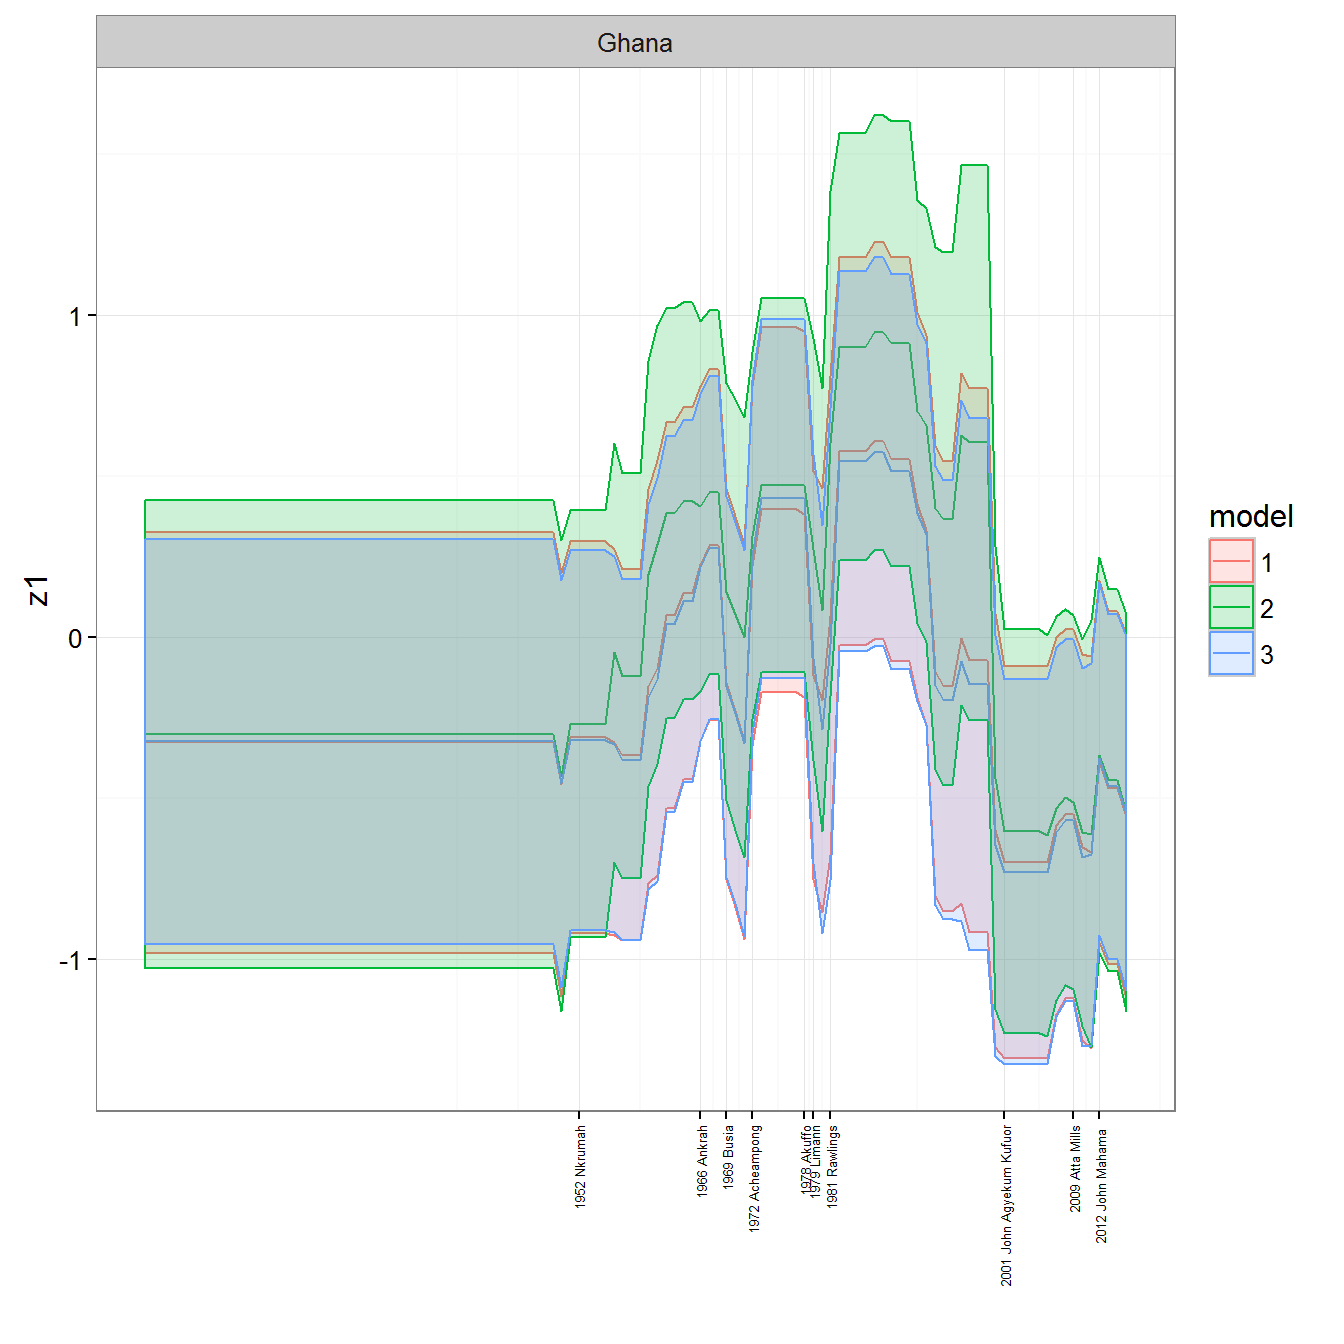 Ghana
z1
1
0
-1
1952 Nkrumah
1966 Ankrah
1969 Busia
1972 Acheampong
1978 Akuffo
1979 Limann
1981 Rawlings
2001 John Agyekum Kufuor
2009 Atta Mills
2012 John Mahama
model
1
2
3